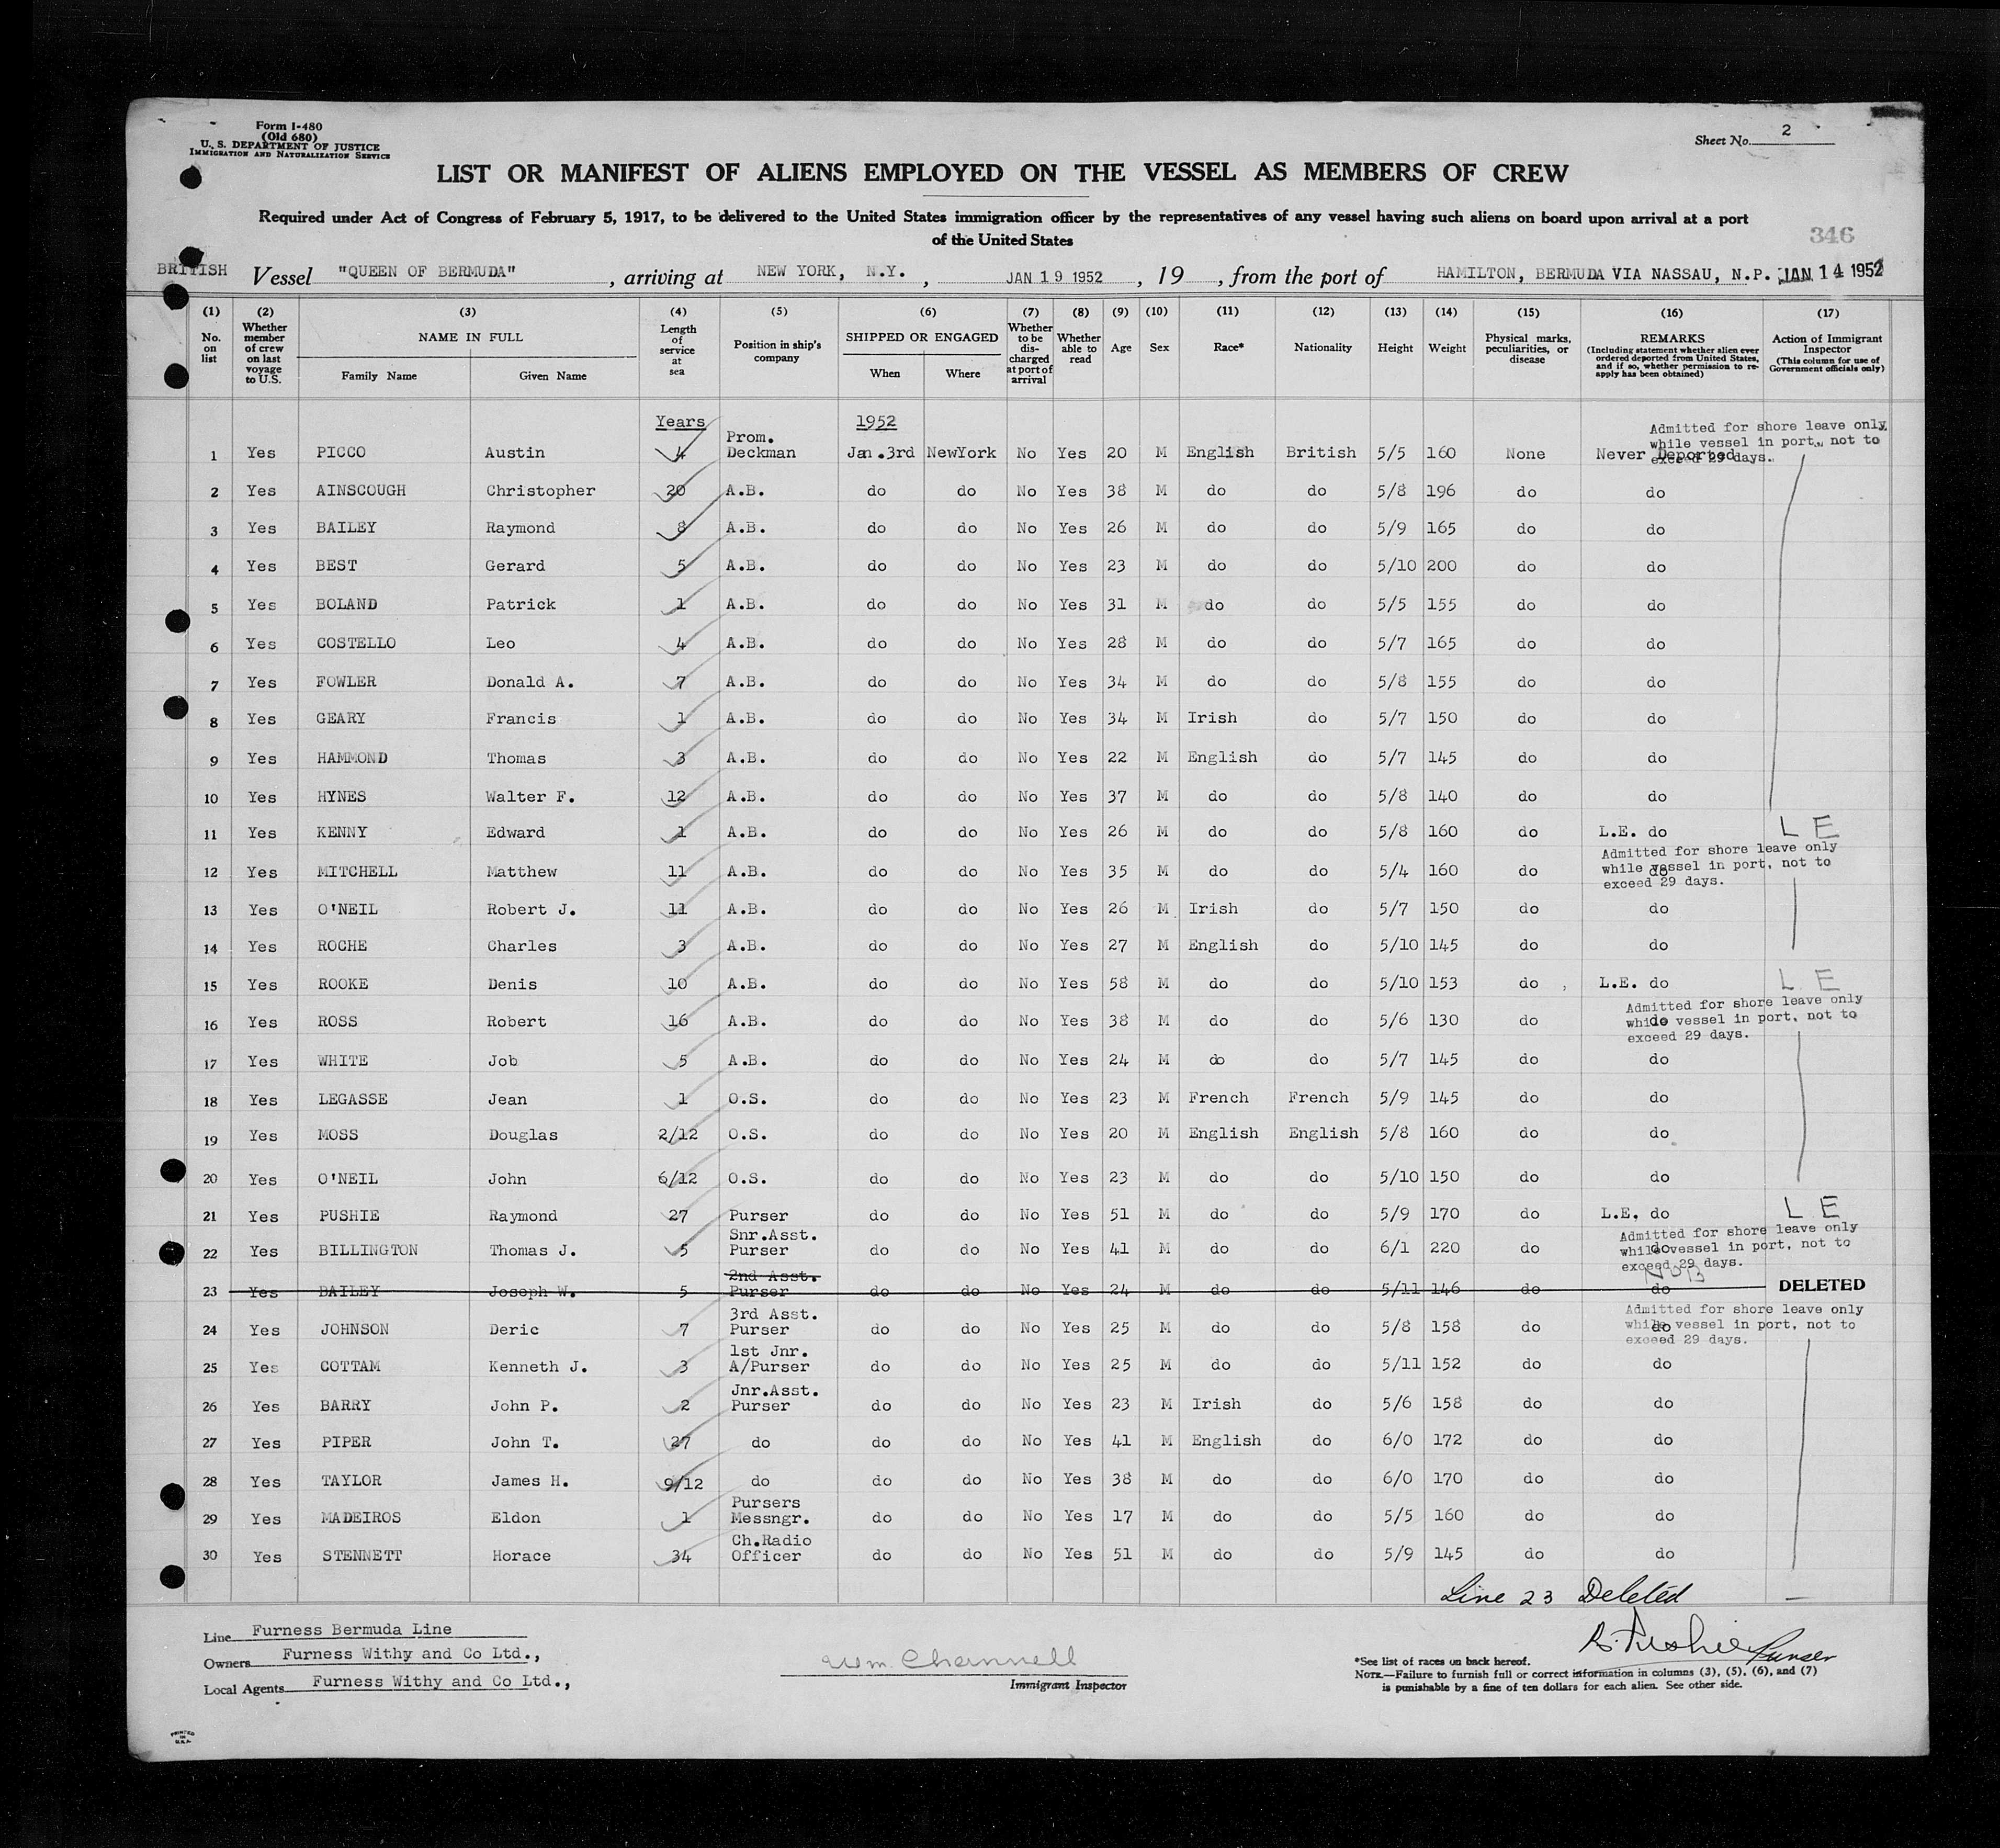 Form I-480
(Old 680)
U. S. DEPARTMENT OF JUSTICE
IMMIGRATION AND NATURALIZATION SERVICE
Sheet No. 2
LIST OR MANIFEST OF ALIENS EMPLOYED ON THE VESSEL AS MEMBERS OF CREW
Required under Act of Congress of February 5, 1917, to be delivered to the United States immigration officer by the representatives of any vessel having such aliens on board upon arrival at a port
of the United States
346
BRITISH Vessel "QUEEN OF BERMUDA", arriving at NEW YORK, N.Y., JAN 19 1952, 19, from the port of HAMILTON, BERMUDA VIA NASSAU, N.P. JAN 14 1952
(1) No. on list
(2) Whether member of crew on last voyage to U.S.
(3) NAME IN FULL
Family Name Given Name
(4) Length of service at sea
(5) Position in ship's company
(6) SHIPPED OR ENGAGED
When Where
(7) Whether to be discharged at port of arrival
(8) Whether able to read
(9) Age
(10) Sex
(11) Race*
(12) Nationality
(13) Height
(14) Weight
(15) Physical marks, peculiarities, or disease
(16) REMARKS (Including statement whether alien ever ordered deported from United States, and if so, whether permission to re-apply has been obtained)
(17) Action of Immigrant Inspector (This column for use of Government officials only)
Years 1952
Admitted for shore leave only while vessel in port, not to exceed 29 days.
1 Yes PICCO Austin 4 Prom. Deckman Jan.3rd NewYork No Yes 20 M English British 5/5 160 None Never Deported
2 Yes AINSCOUGH Christopher 20 A.B. do do No Yes 38 M do do 5/8 196 do do
3 Yes BAILEY Raymond 8 A.B. do do No Yes 26 M do do 5/9 165 do do
4 Yes BEST Gerard 5 A.B. do do No Yes 23 M do do 5/10 200 do do
5 Yes BOLAND Patrick 1 A.B. do do No Yes 31 M do do 5/5 155 do do
6 Yes COSTELLO Leo 4 A.B. do do No Yes 28 M do do 5/7 165 do do
7 Yes FOWLER Donald A. 7 A.B. do do No Yes 34 M do do 5/8 155 do do
8 Yes GEARY Francis 1 A.B. do do No Yes 34 M Irish do 5/7 150 do do
9 Yes HAMMOND Thomas 3 A.B. do do No Yes 22 M English do 5/7 145 do do
10 Yes HYNES Walter F. 12 A.B. do do No Yes 37 M do do 5/8 140 do do
11 Yes KENNY Edward 1 A.B. do do No Yes 26 M do do 5/8 160 do L.E. do L E
Admitted for shore leave only while vessel in port, not to exceed 29 days.
12 Yes MITCHELL Matthew 11 A.B. do do No Yes 35 M do do 5/4 160 do do
13 Yes O'NEIL Robert J. 11 A.B. do do No Yes 26 M Irish do 5/7 150 do do
14 Yes ROCHE Charles 3 A.B. do do No Yes 27 M English do 5/10 145 do do
15 Yes ROOKE Denis 10 A.B. do do No Yes 58 M do do 5/10 153 do L.E. do L E
Admitted for shore leave only while vessel in port, not to exceed 29 days.
16 Yes ROSS Robert 16 A.B. do do No Yes 38 M do do 5/6 130 do do
17 Yes WHITE Job 5 A.B. do do No Yes 24 M do do 5/7 145 do do
18 Yes LEGASSE Jean 1 O.S. do do No Yes 23 M French French 5/9 145 do do
19 Yes MOSS Douglas 2/12 O.S. do do No Yes 20 M English English 5/8 160 do do
20 Yes O'NEIL John 6/12 O.S. do do No Yes 23 M do do 5/10 150 do do
21 Yes PUSHIE Raymond 27 Purser do do No Yes 51 M do do 5/9 170 do L.E. do L E
Admitted for shore leave only while vessel in port, not to exceed 29 days.
22 Yes BILLINGTON Thomas J. 5 Snr.Asst. Purser do do No Yes 41 M do do 6/1 220 do do
23 Yes BAILEY Joseph W. 5 2nd Asst. Purser do do No Yes 24 M do do 5/11 146 do do DELETED
Admitted for shore leave only while vessel in port, not to exceed 29 days.
24 Yes JOHNSON Deric 7 3rd Asst. Purser do do No Yes 25 M do do 5/8 158 do do
25 Yes COTTAM Kenneth J. 3 1st Jnr. A/Purser do do No Yes 25 M do do 5/11 152 do do
26 Yes BARRY John P. 2 Jnr.Asst. Purser do do No Yes 23 M Irish do 5/6 158 do do
27 Yes PIPER John T. 27 do do do No Yes 41 M English do 6/0 172 do do
28 Yes TAYLOR James H. 9/12 do do do No Yes 38 M do do 6/0 170 do do
29 Yes MADEIROS Eldon 1 Pursers Messngr. do do No Yes 17 M do do 5/5 160 do do
30 Yes STENNETT Horace 34 Ch.Radio Officer do do No Yes 51 M do do 5/9 145 do do
Line 23 Deleted
Line Furness Bermuda Line
Owners Furness Withy and Co Ltd.,
Local Agents Furness Withy and Co Ltd.,
Wm. Channell
Immigrant Inspector
R. Pushie Purser
*See list of races on back hereof.
NOTE.—Failure to furnish full or correct information in columns (3), (5), (6), and (7)
is punishable by a fine of ten dollars for each alien. See other side.
PRINTED
IN
U.S.A.